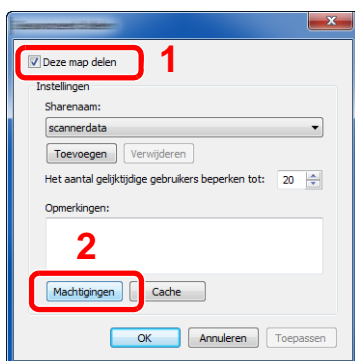 Deze map delen
1
Instellingen
Sharenaam:
scannerdata
Toevoegen Verwijderen
Het aantal gelijktijdige gebruikers beperken tot: 20
Opmerkingen:
2
Machtigingen Cache
OK Annuleren Toepassen